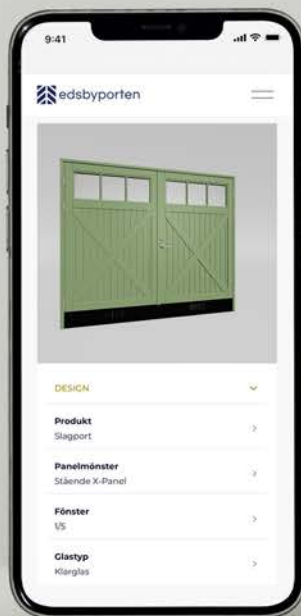 9:41
edsbyporten
DESIGN
Produkt
Slagport
Panelmönster
Stående X-Panel
Fönster
1/5
Glastyp
Klarglas